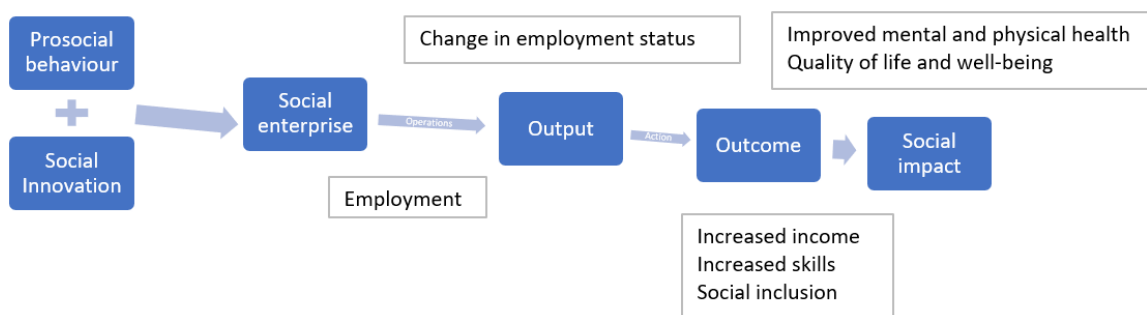 Prosocial
behaviour
Social
Innovation
Social
enterprise
Operations
Employment
Change in employment status
Output
Action
Outcome
Increased income
Increased skills
Social inclusion
Improved mental and physical health
Quality of life and well-being
Social
impact